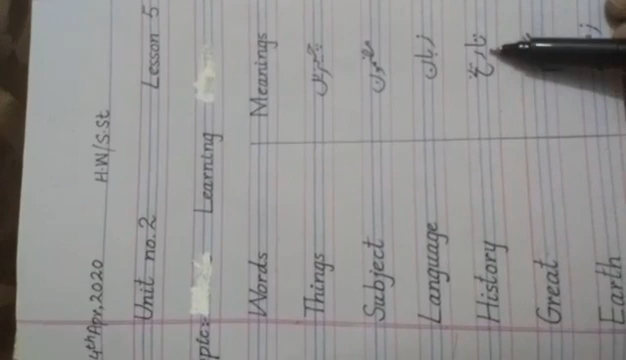 4th Apr, 2020 H.W/S.St
Unit no. 2 Lesson 5
Learning
Words Meanings
Things چیزیں
Subject مضمون
Language زبان
History تاریخ
Great
Earth